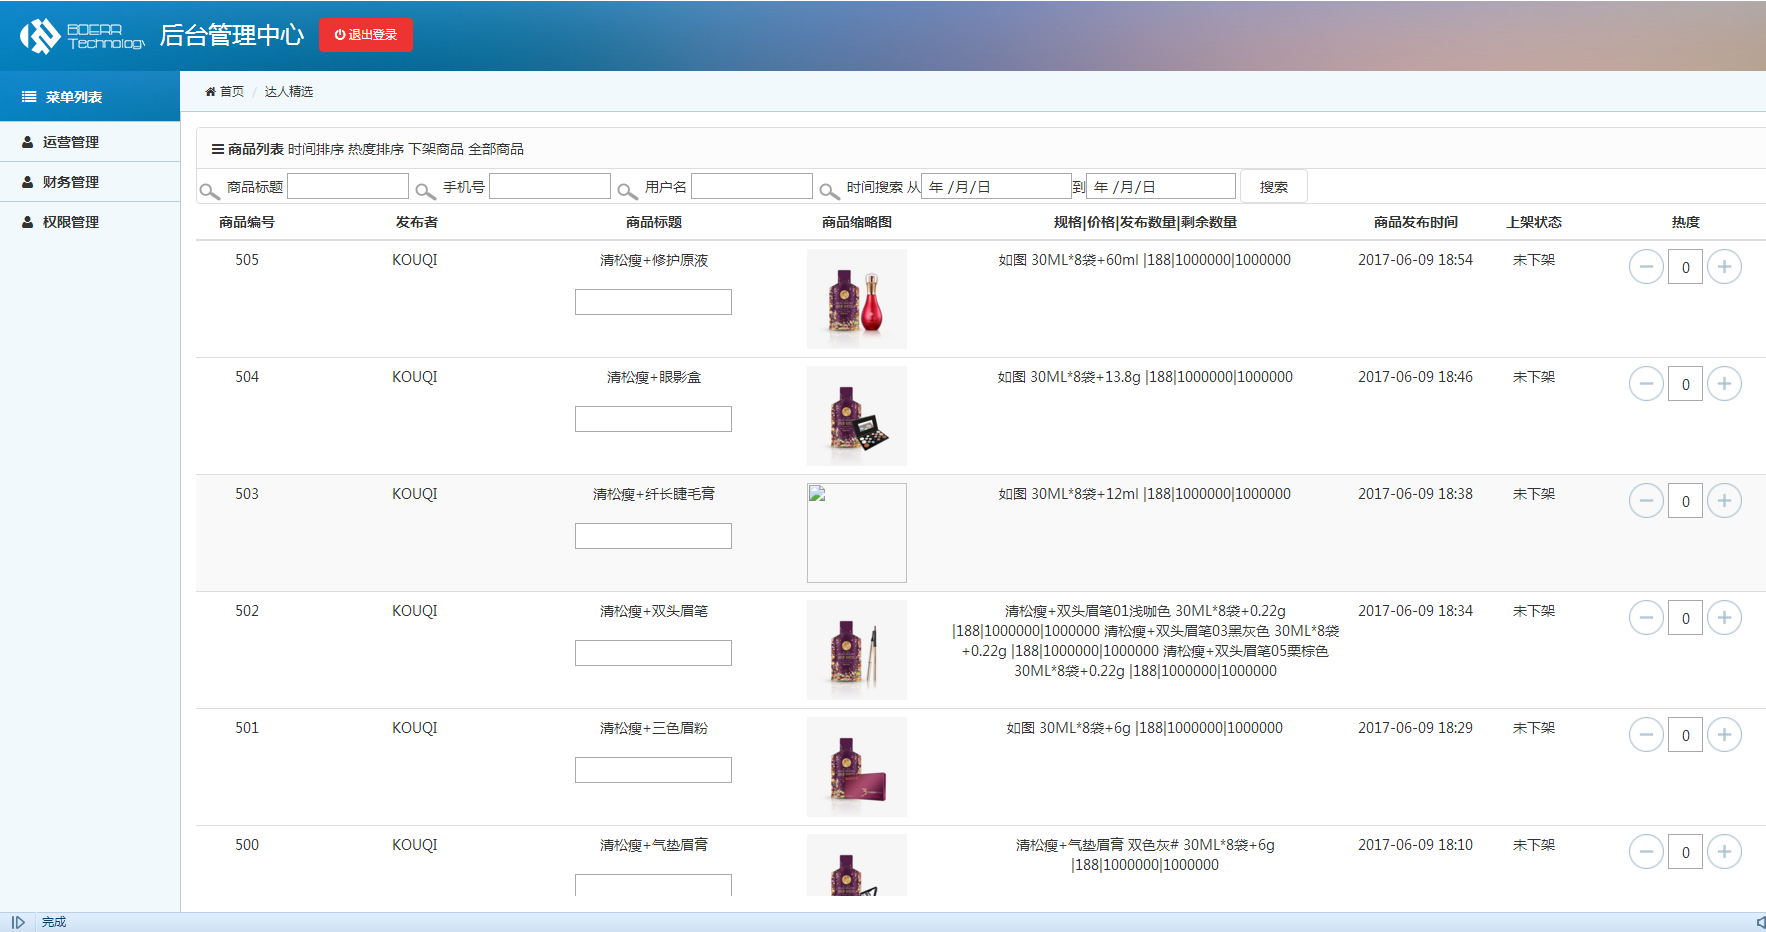 BOERR
Technology
后台管理中心
退出登录
菜单列表
运营管理
财务管理
权限管理
首页 / 达人精选
商品列表 时间排序 热度排序 下架商品 全部商品
商品标题 手机号 用户名 时间搜索 从 年 /月/日 到 年 /月/日 搜索
商品编号 发布者 商品标题 商品缩略图 规格|价格|发布数量|剩余数量 商品发布时间 上架状态 热度
505 KOUQI 清松瘦+修护原液 如图 30ML*8袋+60ml |188|1000000|1000000 2017-06-09 18:54 未下架 0
504 KOUQI 清松瘦+眼影盒 如图 30ML*8袋+13.8g |188|1000000|1000000 2017-06-09 18:46 未下架 0
503 KOUQI 清松瘦+纤长睫毛膏 如图 30ML*8袋+12ml |188|1000000|1000000 2017-06-09 18:38 未下架 0
502 KOUQI 清松瘦+双头眉笔 清松瘦+双头眉笔01浅咖色 30ML*8袋+0.22g 2017-06-09 18:34 未下架 0
|188|1000000|1000000 清松瘦+双头眉笔03黑灰色 30ML*8袋
+0.22g |188|1000000|1000000 清松瘦+双头眉笔05栗棕色
30ML*8袋+0.22g |188|1000000|1000000
501 KOUQI 清松瘦+三色眉粉 如图 30ML*8袋+6g |188|1000000|1000000 2017-06-09 18:29 未下架 0
500 KOUQI 清松瘦+气垫眉膏 清松瘦+气垫眉膏 双色灰# 30ML*8袋+6g 2017-06-09 18:10 未下架 0
|188|1000000|1000000
完成